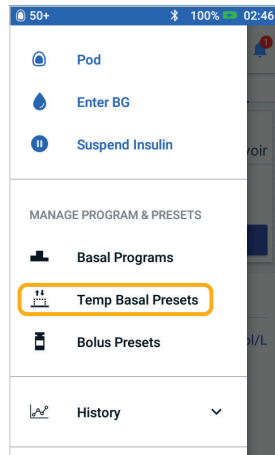 50+ 100% 02:46
1
Pod
Enter BG
Suspend Insulin
MANAGE PROGRAM & PRESETS
Basal Programs
Temp Basal Presets
Bolus Presets
History